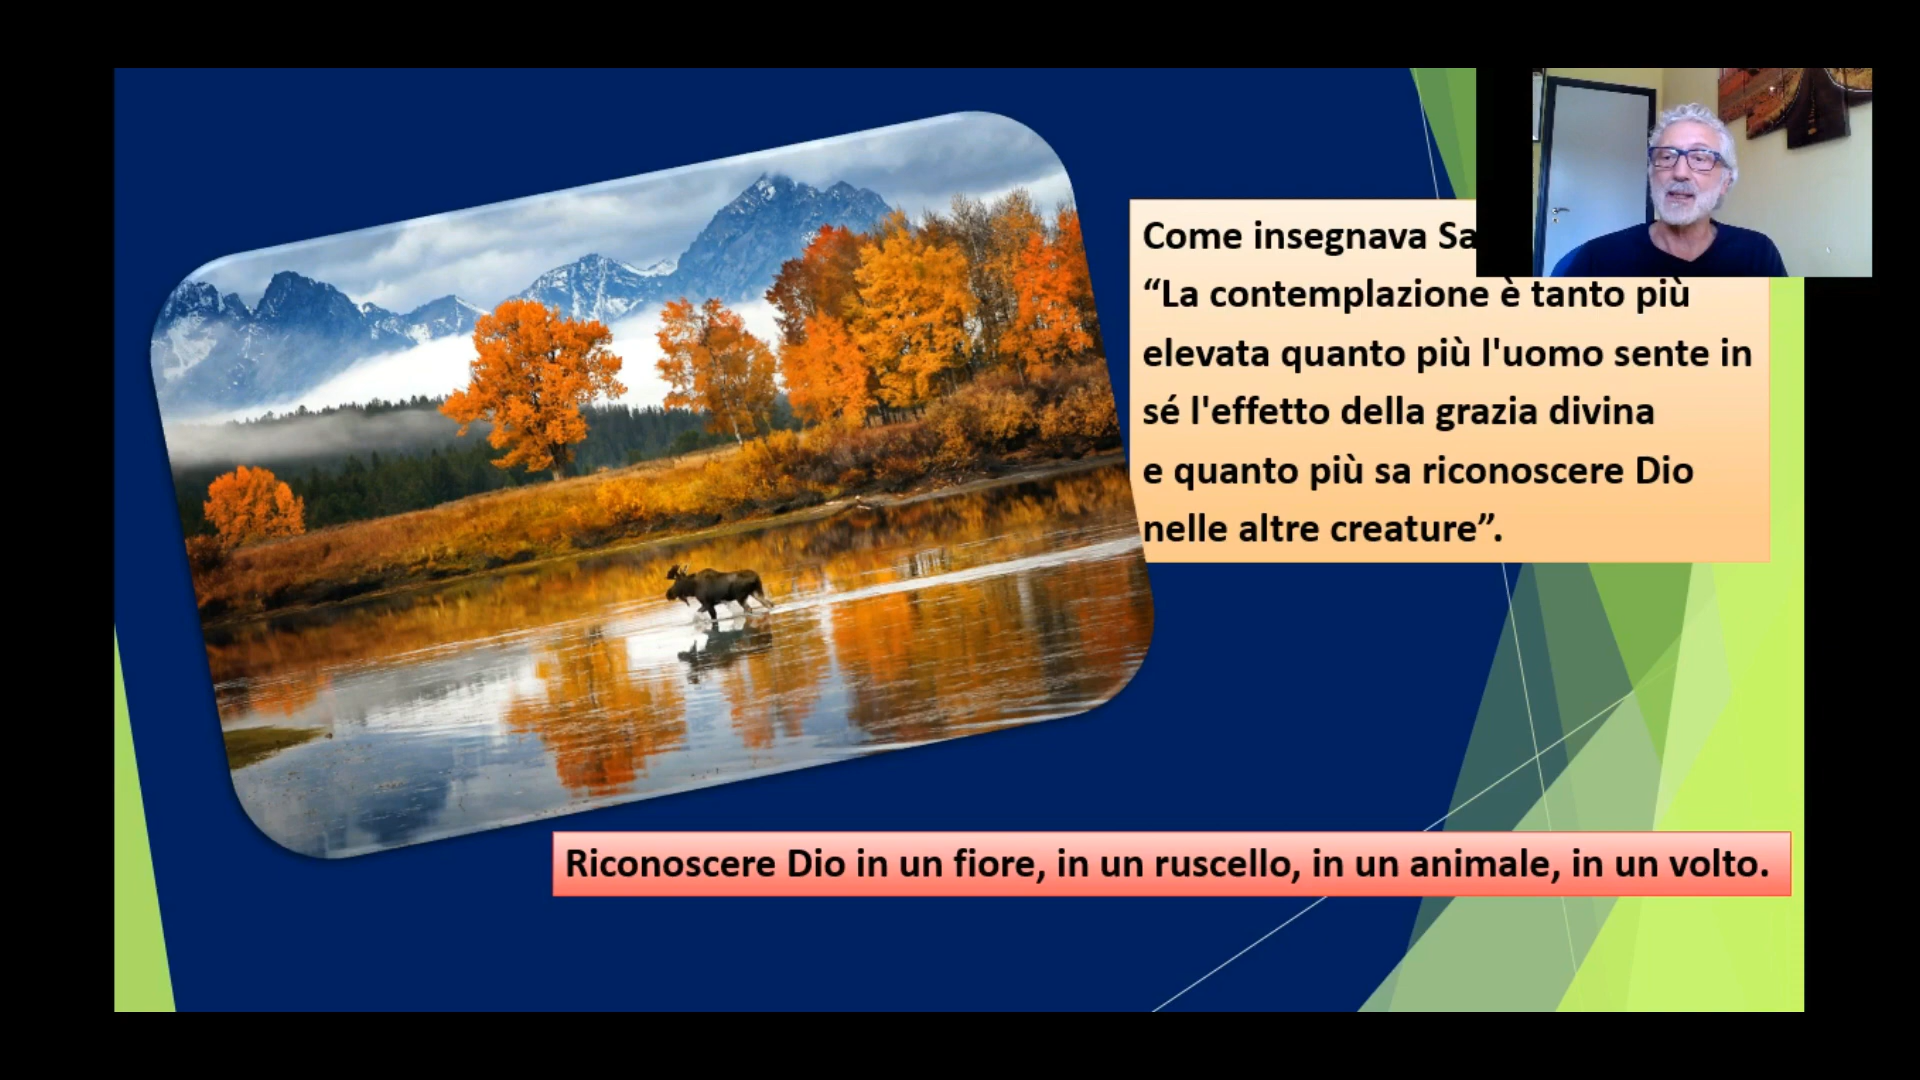 Come insegnava
“La contemplazione è tanto più
elevata quanto più l'uomo sente in
sé l'effetto della grazia divina
e quanto più sa riconoscere Dio
nelle altre creature”.
Riconoscere Dio in un fiore, in un ruscello, in un animale, in un volto.